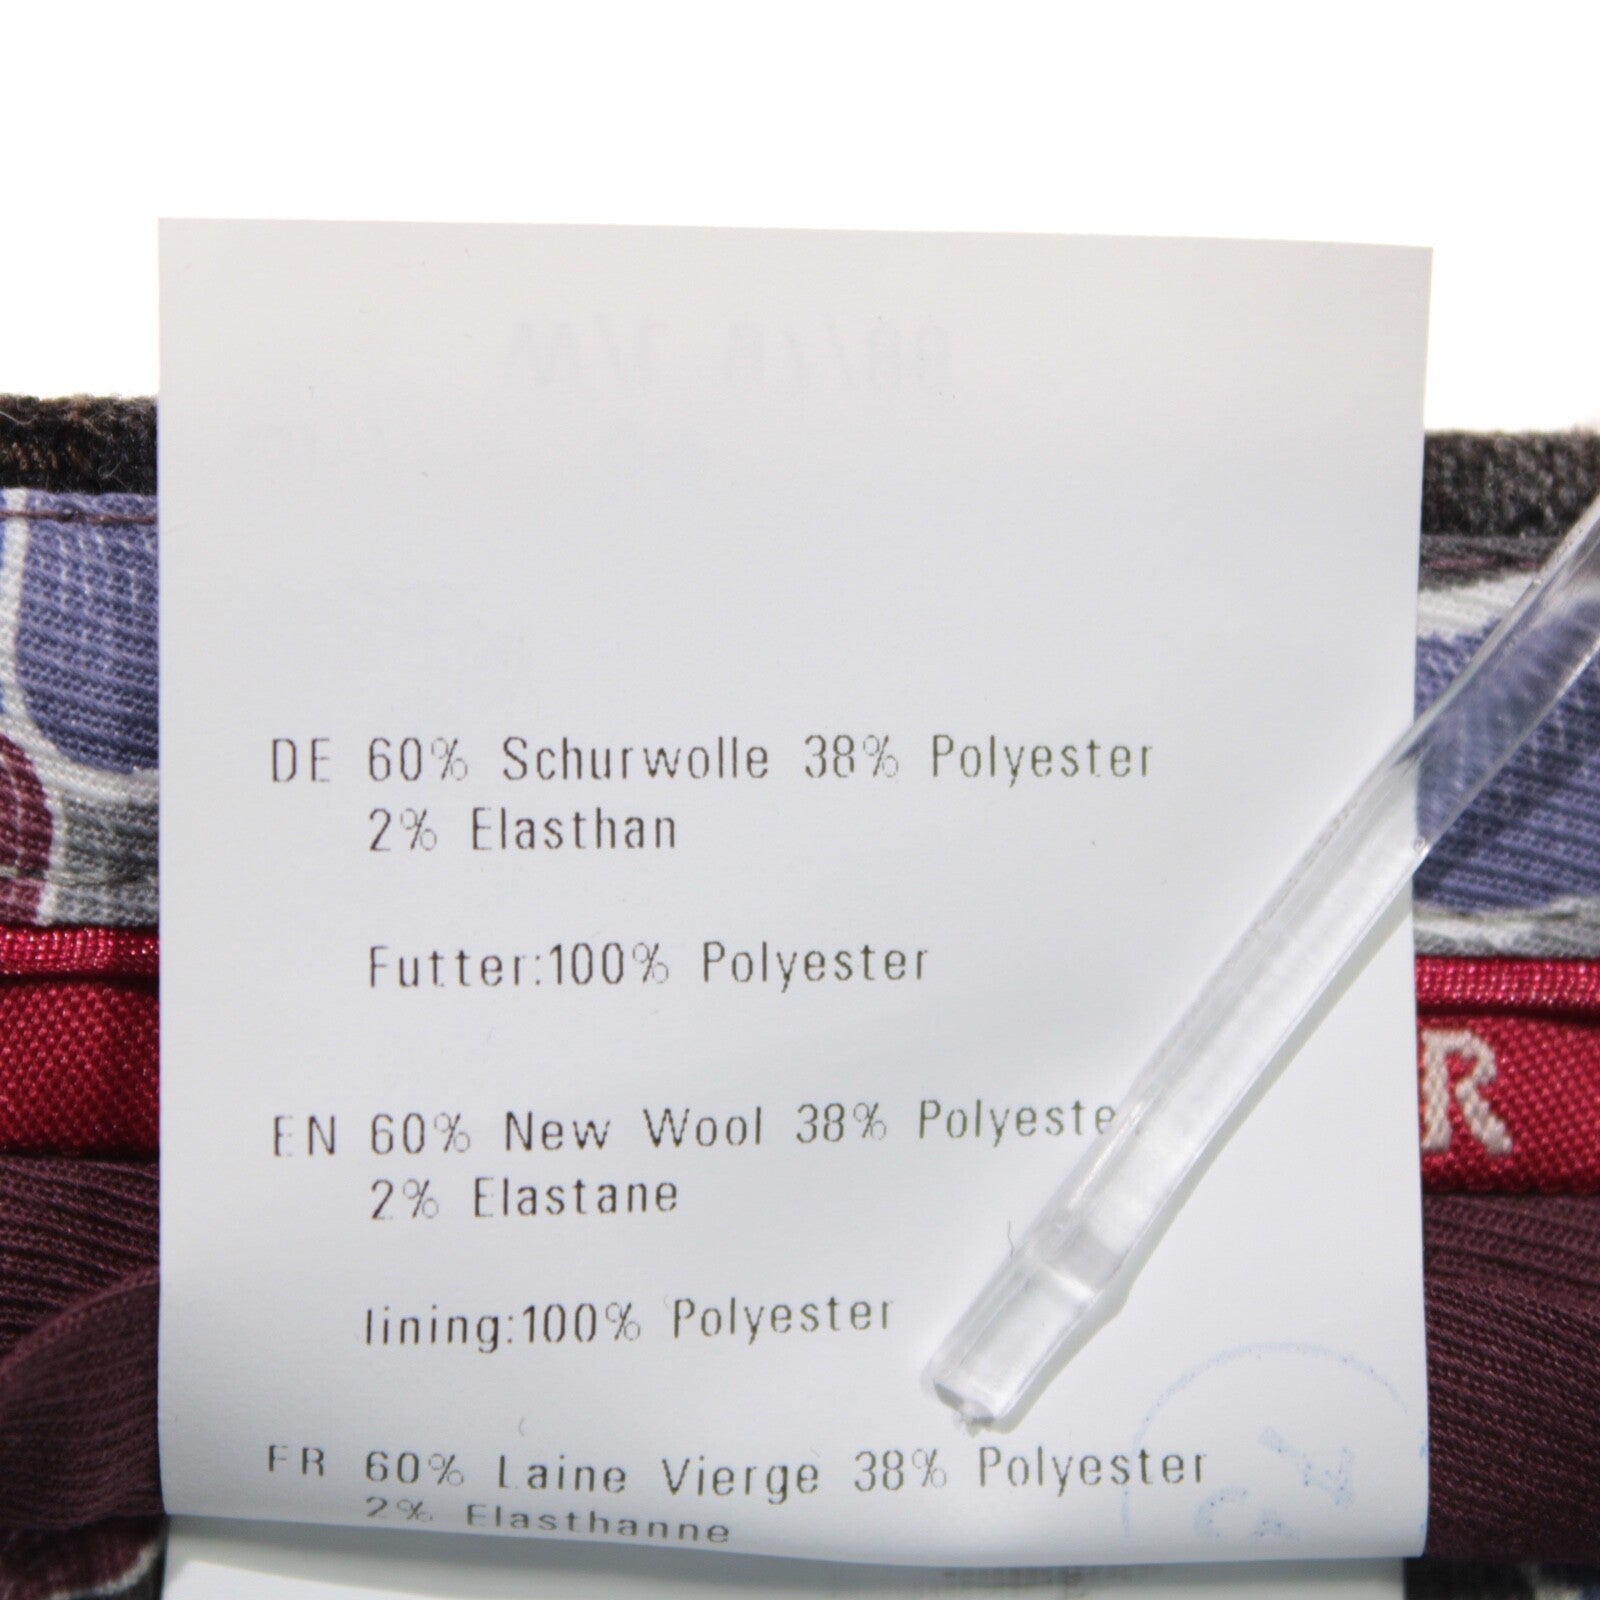 DE 60% Schurwolle 38% Polyester
2% Elasthan
Futter:100% Polyester
EN 60% New Wool 38% Polyeste
2% Elastane
lining:100% Polyester
FR 60% Laine Vierge 38% Polyester
2% Elasthanne
R